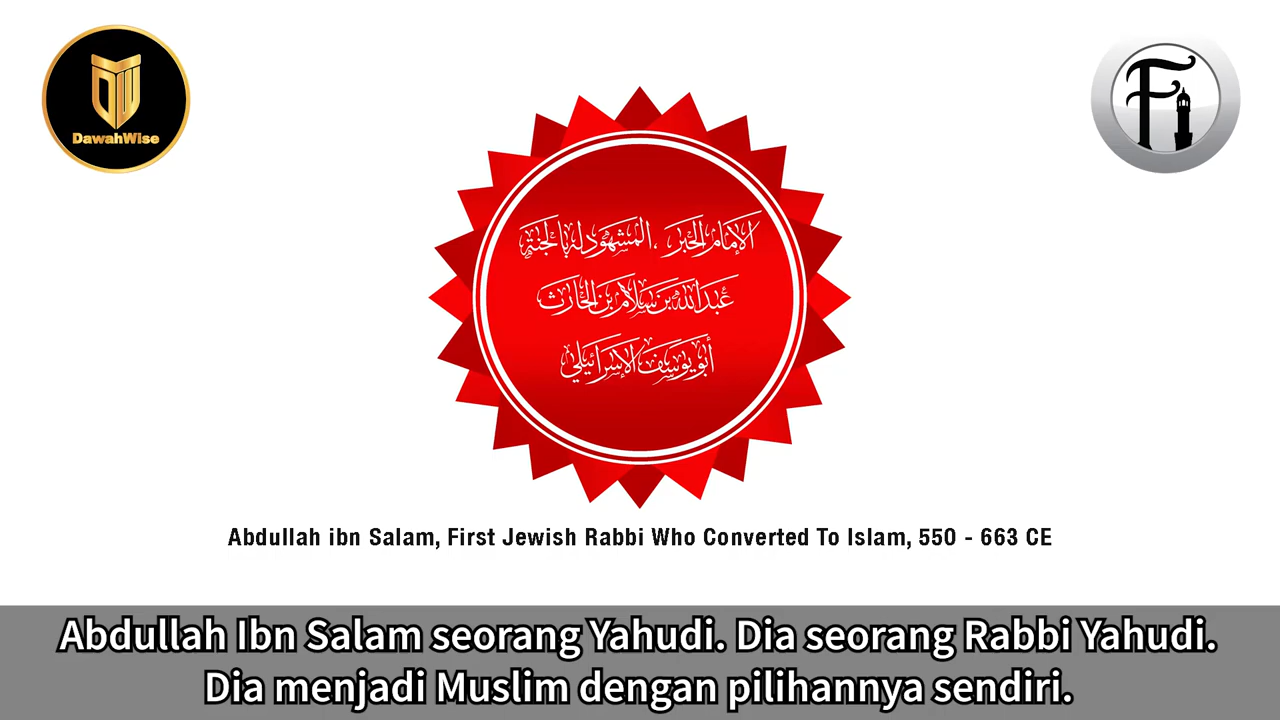 DawahWise
Fi
الإمام الحبر، المشهود له بالجنة
عبد الله بن سلام بن الحارث
أبو يوسف الإسرائيلي
Abdullah ibn Salam, First Jewish Rabbi Who Converted To Islam, 550 - 663 CE
Abdullah Ibn Salam seorang Yahudi. Dia seorang Rabbi Yahudi.
Dia menjadi Muslim dengan pilihannya sendiri.